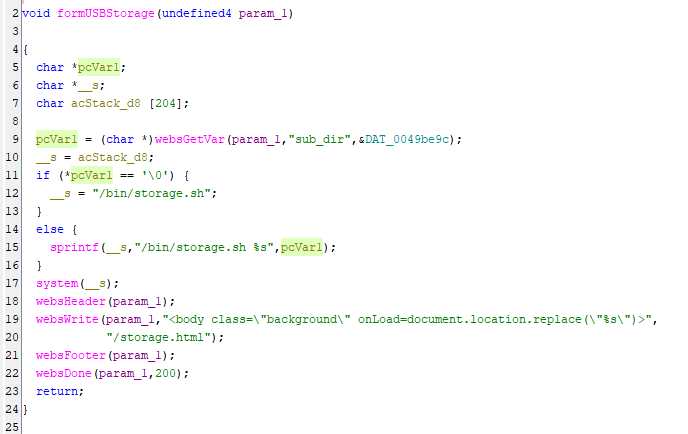 2 void formUSBStorage(undefined4 param_1)
3
4 {
5   char *pcVar1;
6   char *__s;
7   char acStack_d8 [204];
8
9   pcVar1 = (char *)websGetVar(param_1,"sub_dir",&DAT_0049be9c);
10   __s = acStack_d8;
11   if (*pcVar1 == '\0') {
12     __s = "/bin/storage.sh";
13   }
14   else {
15     sprintf(__s,"/bin/storage.sh %s",pcVar1);
16   }
17   system(__s);
18   websHeader(param_1);
19   websWrite(param_1,"<body class=\"background\" onLoad=document.location.replace(\"%s\")>",
20             "/storage.html");
21   websFooter(param_1);
22   websDone(param_1,200);
23   return;
24 }
25